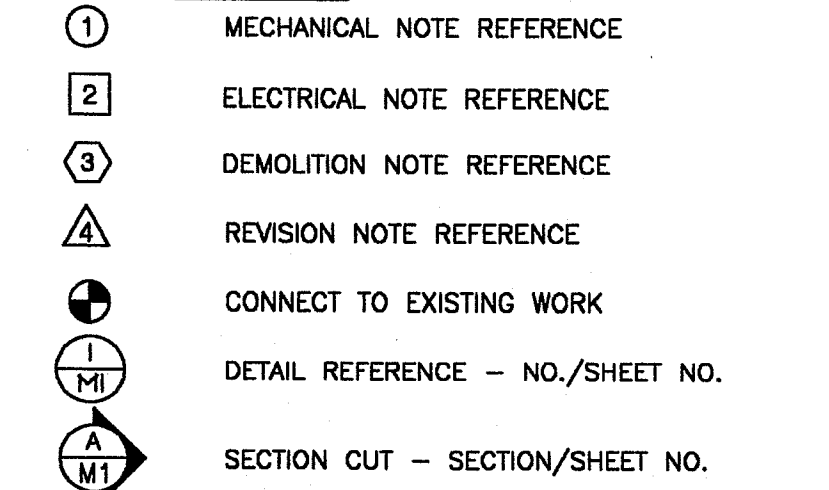 1 MECHANICAL NOTE REFERENCE
2 ELECTRICAL NOTE REFERENCE
3 DEMOLITION NOTE REFERENCE
4 REVISION NOTE REFERENCE
CONNECT TO EXISTING WORK
1
M1 DETAIL REFERENCE – NO./SHEET NO.
A
M1 SECTION CUT – SECTION/SHEET NO.